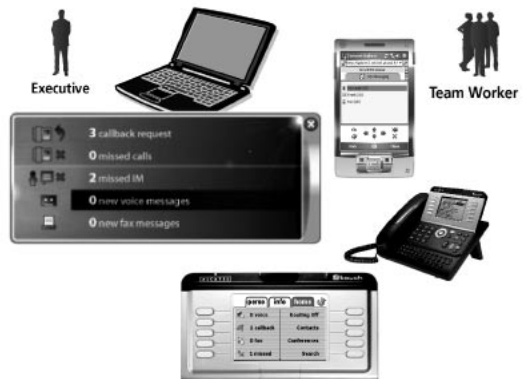 Executive
Team Worker
3 callback request
0 missed calls
2 missed IM
0 new voice messages
0 new fax messages
perso info home
0 voice Routing Off
1 callback Contacts
0 fax Conferences
1 missed Search